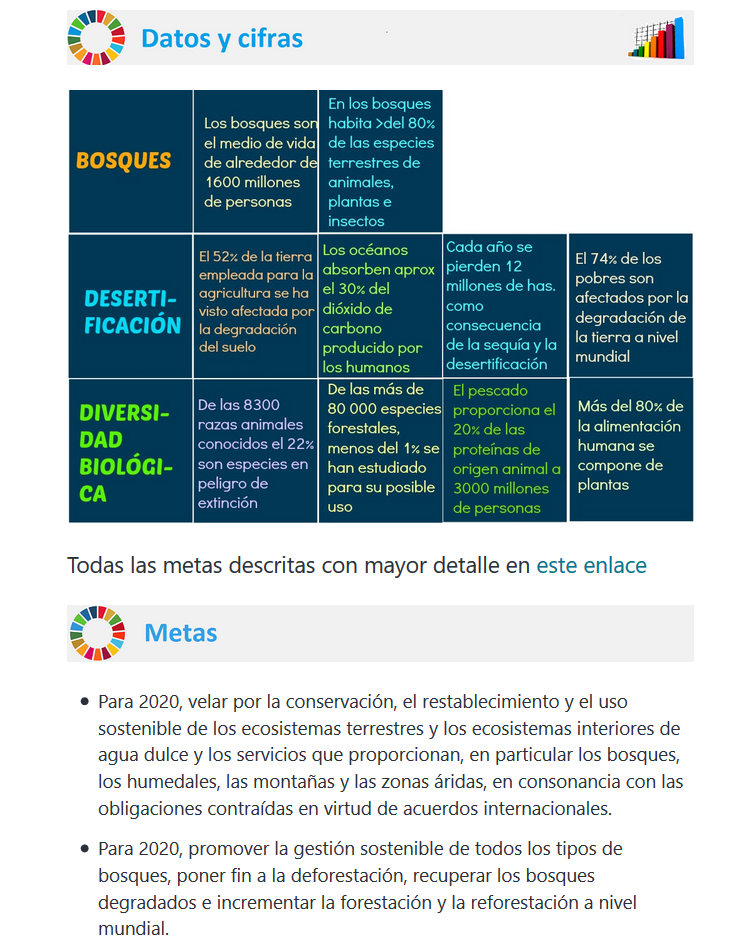 Datos y cifras
BOSQUES
Los bosques son
el medio de vida
de alrededor de
1600 millones
de personas
En los bosques
habita >del 80%
de las especies
terrestres de
animales,
plantas e
insectos
DESERTI-
FICACIÓN
El 52% de la tierra
empleada para la
agricultura se ha
visto afectada por
la degradación
del suelo
Los océanos
absorben aprox
el 30% del
dióxido de
carbono
producido por
los humanos
Cada año se
pierden 12
millones de has.
como
consecuencia
de la sequía y la
desertificación
El 74% de los
pobres son
afectados por la
degradación de
la tierra a nivel
mundial
DIVERSI-
DAD
BIOLÓGI-
CA
De las 8300
razas animales
conocidos el 22%
son especies en
peligro de
extinción
De las más de
80 000 especies
forestales,
menos del 1% se
han estudiado
para su posible
uso
El pescado
proporciona el
20% de las
proteínas de
origen animal a
3000 millones
de personas
Más del 80% de
la alimentación
humana se
compone de
plantas
Todas las metas descritas con mayor detalle en este enlace
Metas
• Para 2020, velar por la conservación, el restablecimiento y el uso
sostenible de los ecosistemas terrestres y los ecosistemas interiores de
agua dulce y los servicios que proporcionan, en particular los bosques,
los humedales, las montañas y las zonas áridas, en consonancia con las
obligaciones contraídas en virtud de acuerdos internacionales.
• Para 2020, promover la gestión sostenible de todos los tipos de
bosques, poner fin a la deforestación, recuperar los bosques
degradados e incrementar la forestación y la reforestación a nivel
mundial.